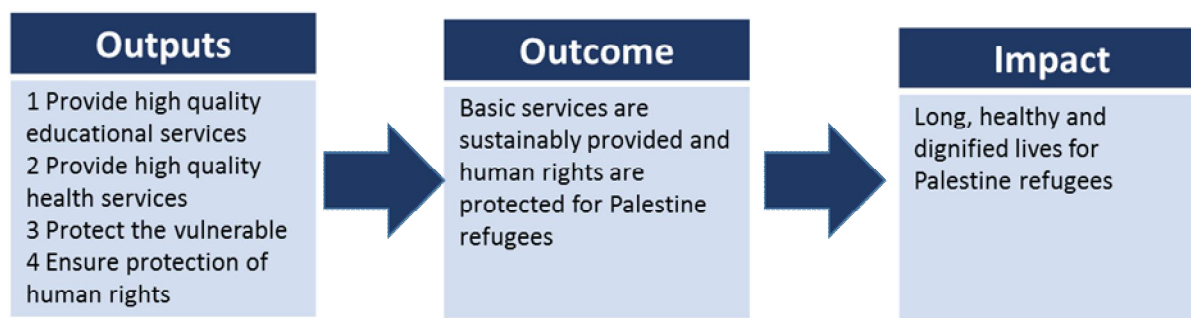 Outputs
1 Provide high quality
educational services
2 Provide high quality
health services
3 Protect the vulnerable
4 Ensure protection of
human rights
Outcome
Basic services are
sustainably provided and
human rights are
protected for Palestine
refugees
Impact
Long, healthy and
dignified lives for
Palestine refugees